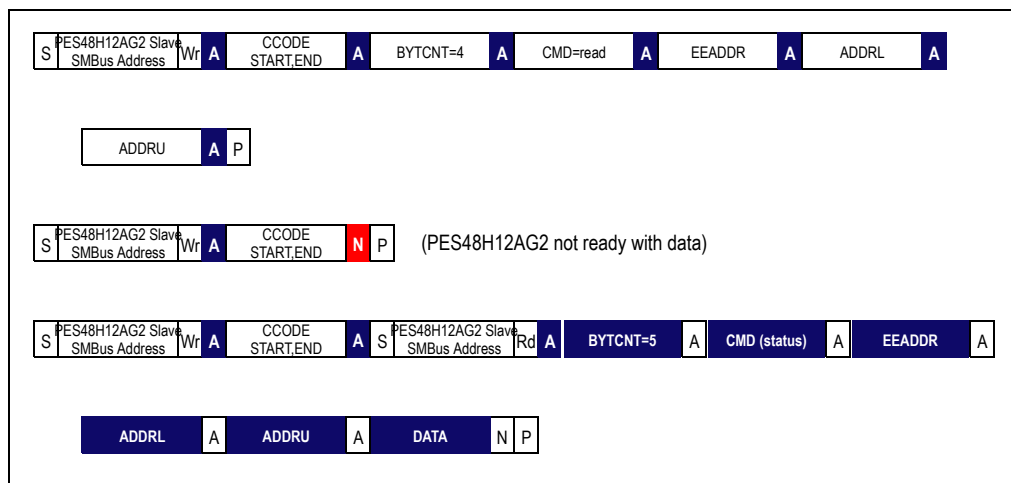 S PES48H12AG2 Slave SMBus Address Wr A CCODE START,END A BYTCNT=4 A CMD=read A EEADDR A ADDRL A
ADDRU A P
S PES48H12AG2 Slave SMBus Address Wr A CCODE START,END N P (PES48H12AG2 not ready with data)
S PES48H12AG2 Slave SMBus Address Wr A CCODE START,END A S PES48H12AG2 Slave SMBus Address Rd A BYTCNT=5 A CMD (status) A EEADDR A
ADDRL A ADDRU A DATA N P